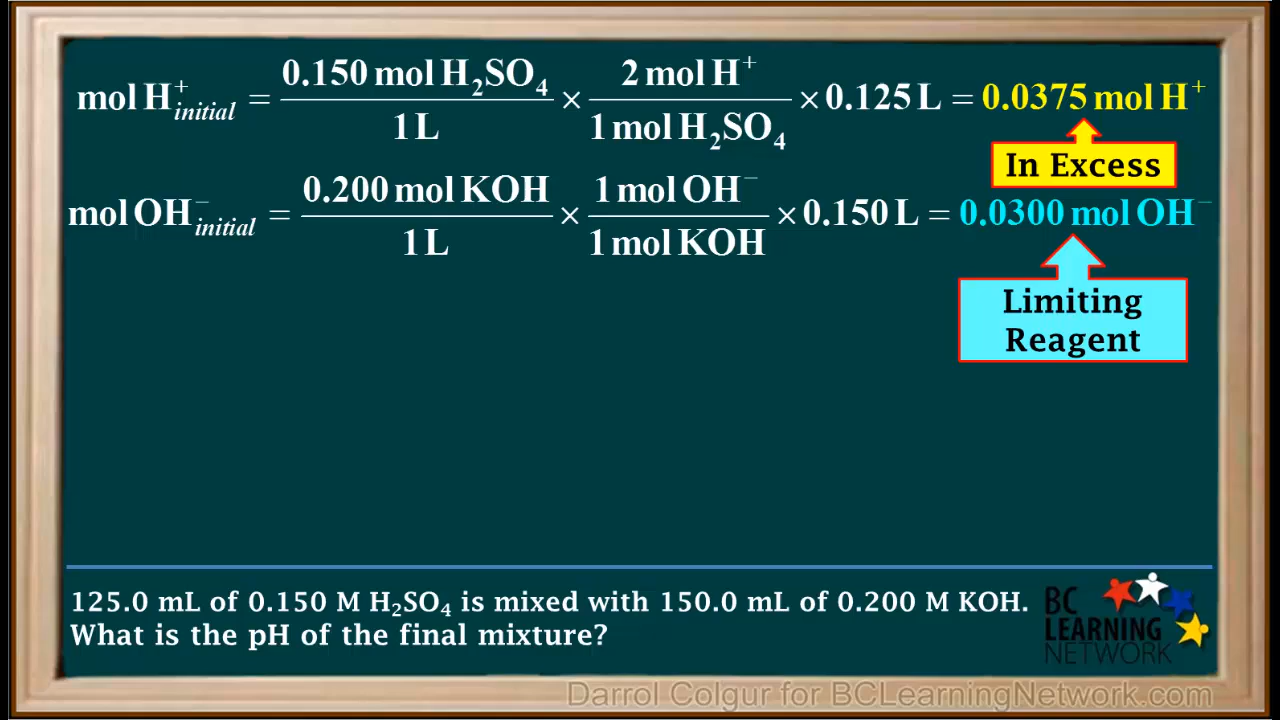 mol H⁺initial = 0.150 mol H₂SO₄ / 1 L × 2 mol H⁺ / 1 mol H₂SO₄ × 0.125 L = 0.0375 mol H⁺
In Excess
mol OH⁻initial = 0.200 mol KOH / 1 L × 1 mol OH⁻ / 1 mol KOH × 0.150 L = 0.0300 mol OH⁻
Limiting
Reagent
125.0 mL of 0.150 M H₂SO₄ is mixed with 150.0 mL of 0.200 M KOH.
What is the pH of the final mixture?
BC
LEARNING
NETWORK
Darrol Colgur for BCLearningNetwork.com